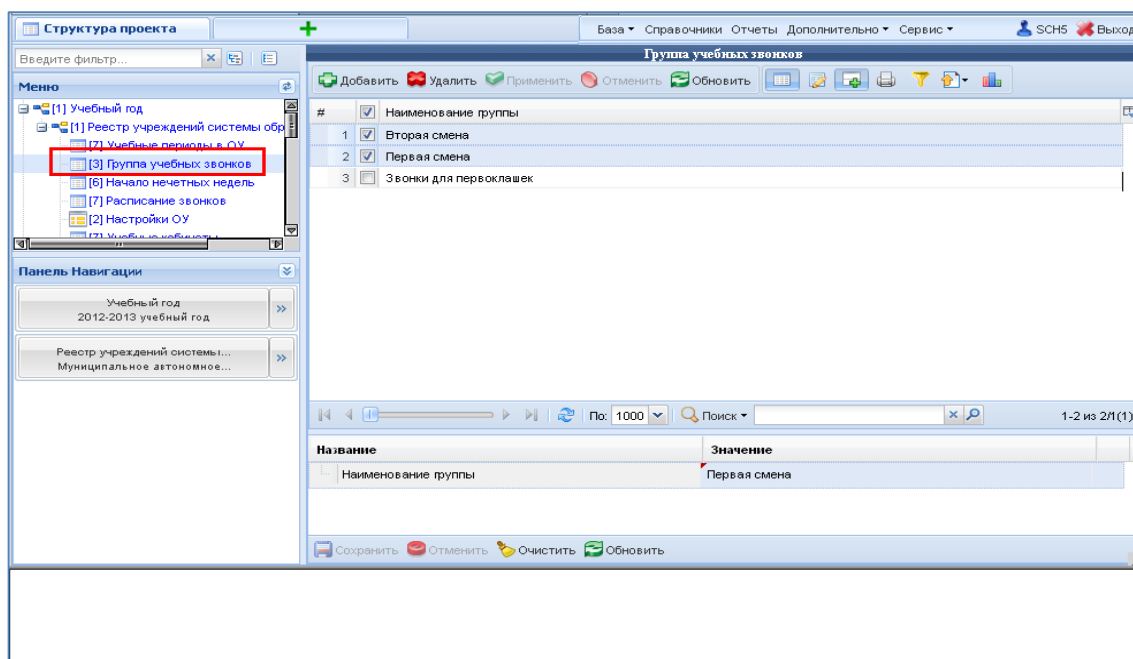 Структура проекта
База Справочники Отчеты Дополнительно Сервис SCH5 Выход
Введите фильтр...
Группа учебных звонков
Меню
Добавить Удалить Применить Отменить Обновить
[1] Учебный год
[1] Реестр учреждений системы обр
[7] Учебные периоды в ОУ
[3] Группа учебных звонков
[6] Начало нечетных недель
[7] Расписание звонков
[2] Настройки ОУ
[7] Учебные кабинеты
# Наименование группы
1 Вторая смена
2 Первая смена
3 Звонки для первоклашек
Панель Навигации
Учебный год
2012-2013 учебный год
Реестр учреждений системы...
Муниципальное автономное...
По: 1000 Поиск 1-2 из 2/1(1)
Название Значение
Наименование группы Первая смена
Сохранить Отменить Очистить Обновить